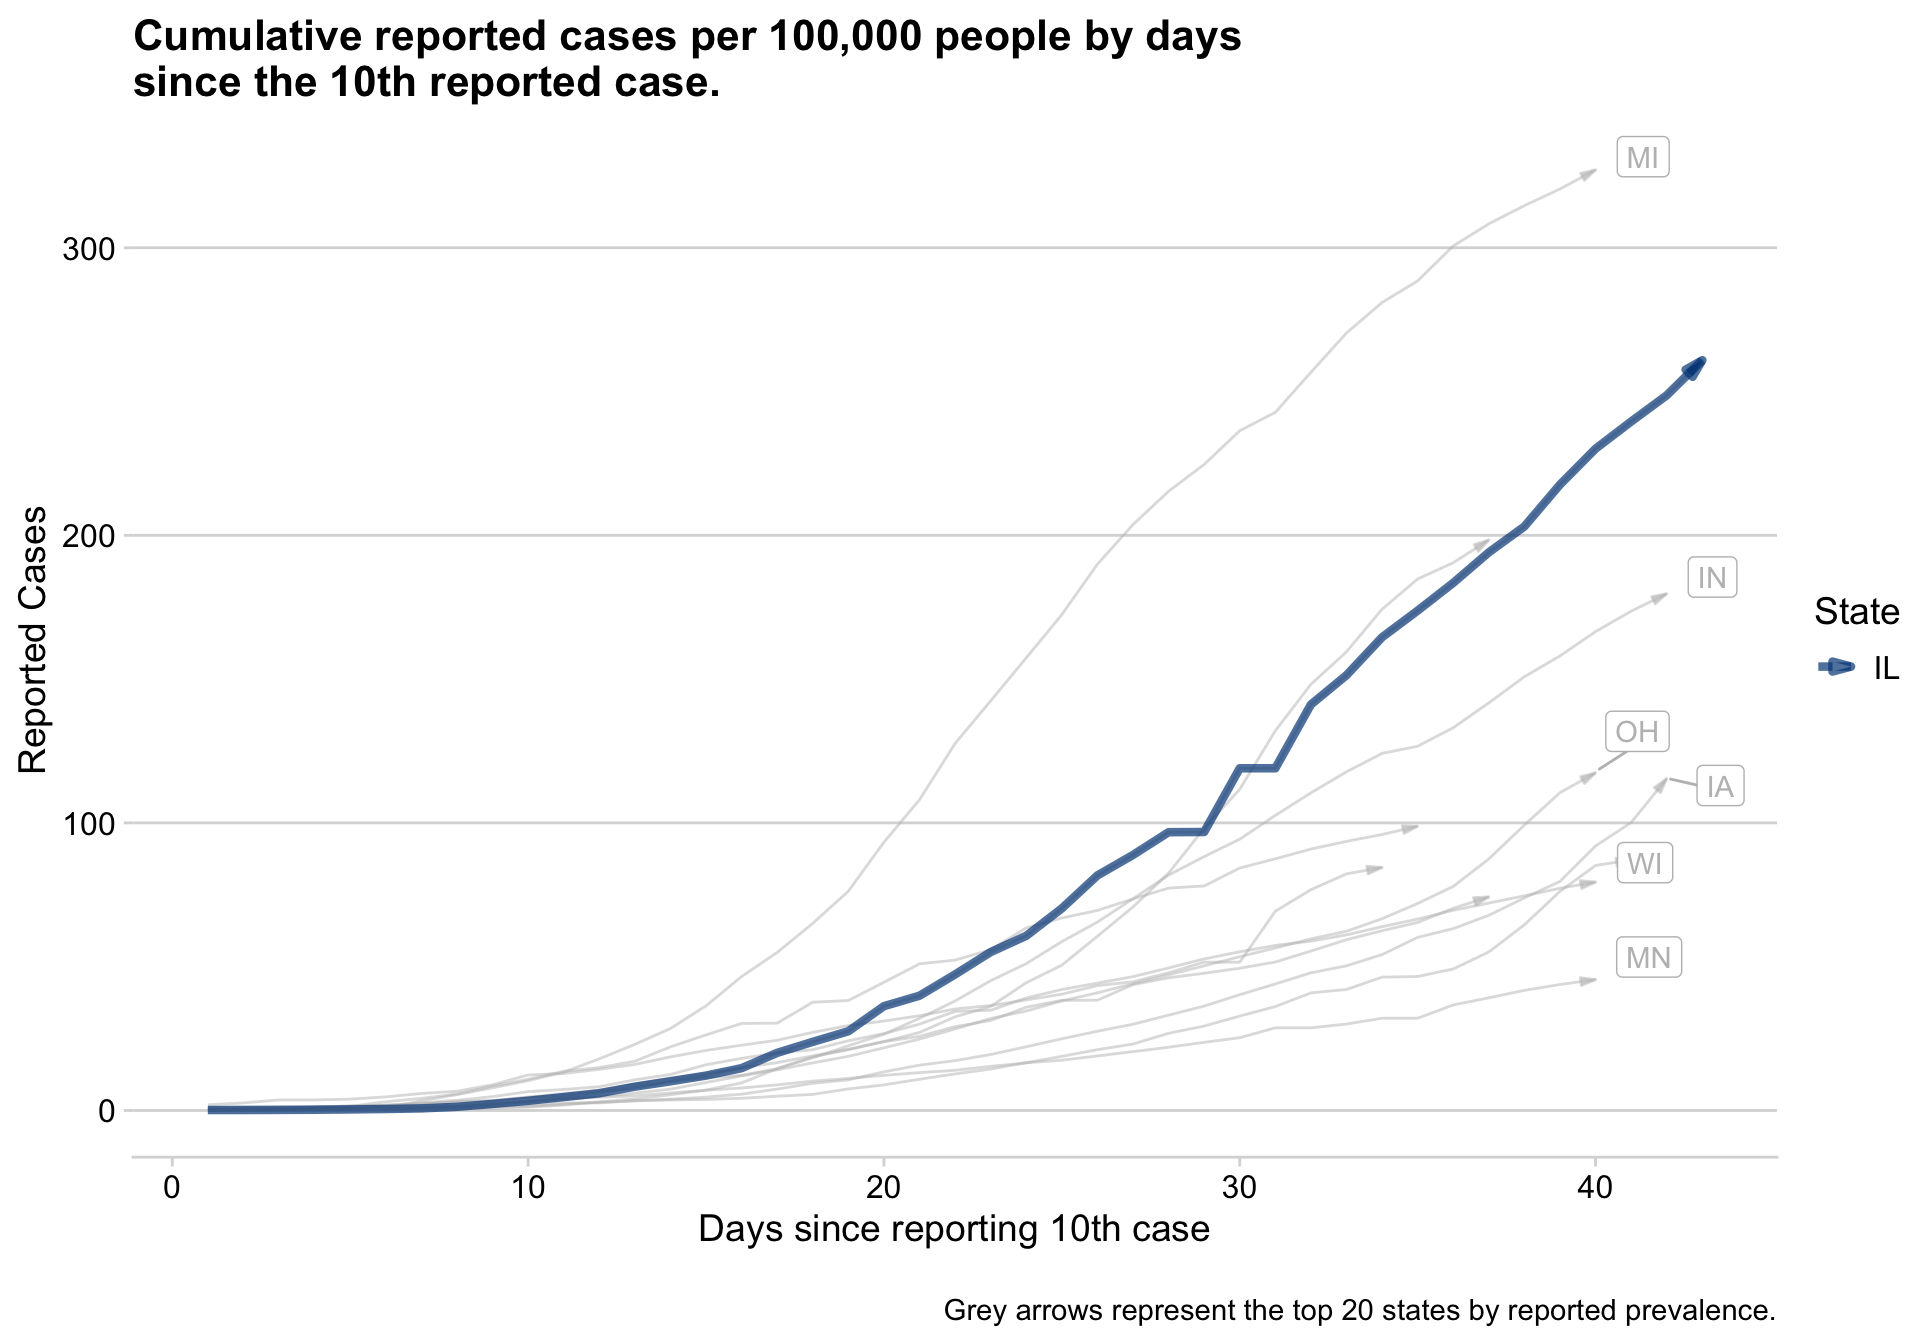 Cumulative reported cases per 100,000 people by days
since the 10th reported case.
MI
300
Reported Cases
200
IN
State
IL
OH
IA
100
WI
MN
0
0 10 20 30 40
Days since reporting 10th case
Grey arrows represent the top 20 states by reported prevalence.